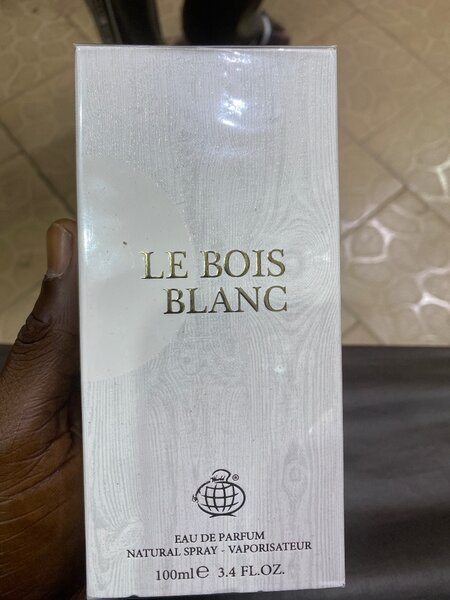 LE BOIS
BLANC
EAU DE PARFUM
NATURAL SPRAY - VAPORISATEUR
100ml℮ 3.4 FL.OZ.